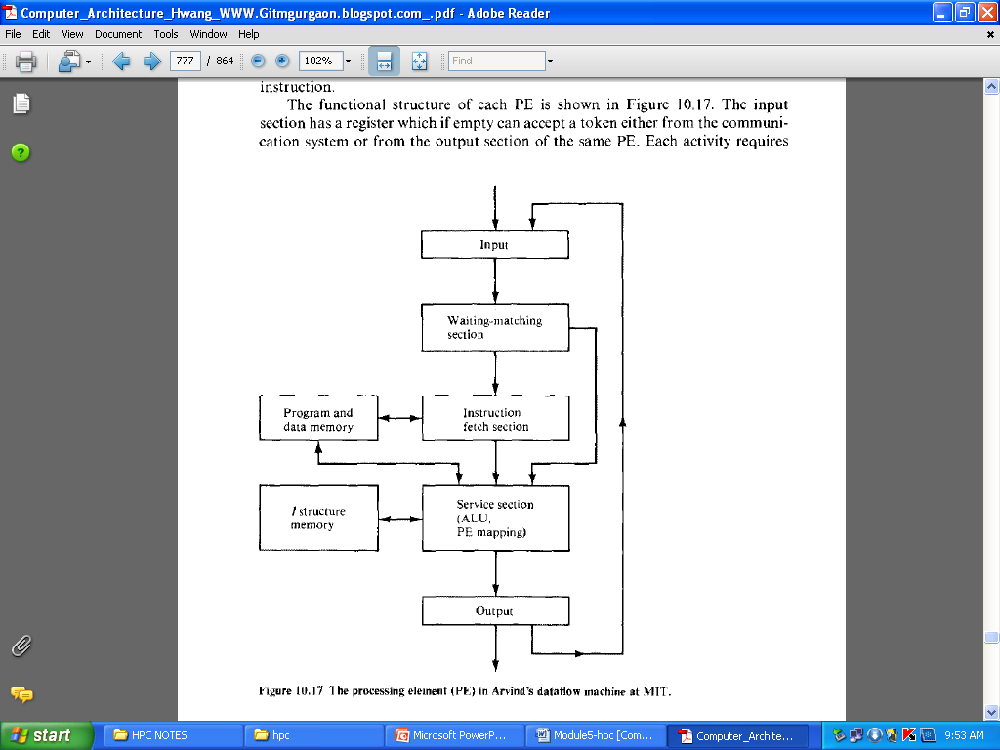 Computer_Architecture_Hwang_WWW.Gitmgurgaon.blogspot.com_.pdf - Adobe Reader
File Edit View Document Tools Window Help
777 / 864 102% Find
instruction.
The functional structure of each PE is shown in Figure 10.17. The input
section has a register which if empty can accept a token either from the communi-
cation system or from the output section of the same PE. Each activity requires
Input
Waiting-matching
section
Program and
data memory
Instruction
fetch section
I structure
memory
Service section
(ALU,
PE mapping)
Output
Figure 10.17 The processing element (PE) in Arvind's dataflow machine at MIT.
start HPC NOTES hpc Microsoft PowerP... Module5-hpc [Com... Computer_Archite... 9:53 AM